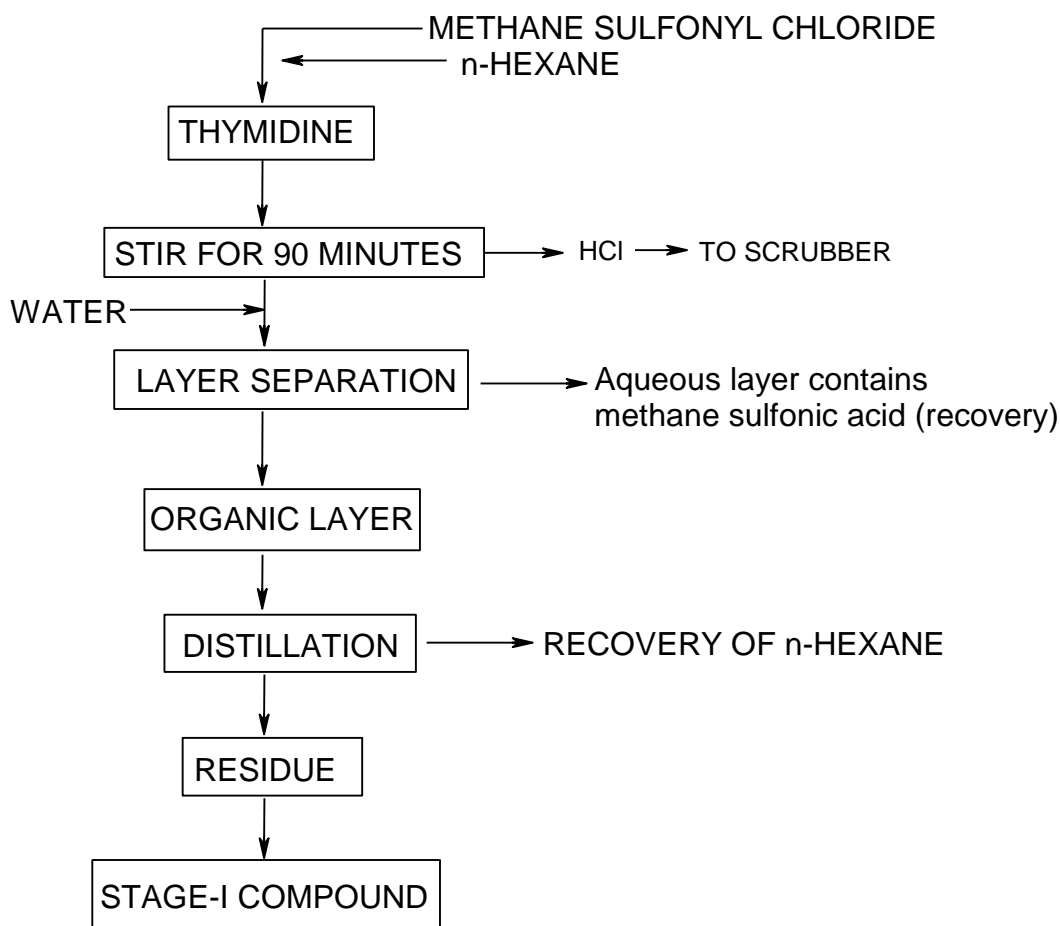 METHANE SULFONYL CHLORIDE
n-HEXANE
THYMIDINE
STIR FOR 90 MINUTES
HCl
TO SCRUBBER
WATER
LAYER SEPARATION
Aqueous layer contains
methane sulfonic acid (recovery)
ORGANIC LAYER
DISTILLATION
RECOVERY OF n-HEXANE
RESIDUE
STAGE-I COMPOUND